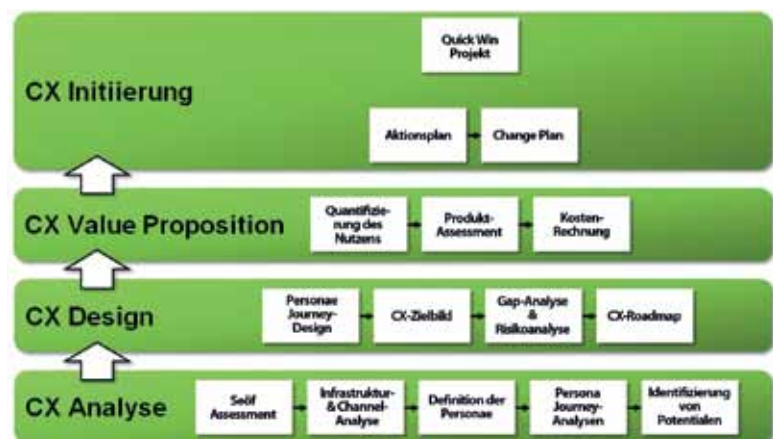 Quick Win
Projekt
CX Initiierung
Aktionsplan
Change Plan
CX Value Proposition
Quantifizie-
rung des
Nutzens
Produkt-
Assessment
Kosten-
Rechnung
CX Design
Personae
Journey-
Design
CX-Zielbild
Gap-Analyse
&
Risikoanalyse
CX-Roadmap
CX Analyse
Seöf
Assessment
Infrastruktur-
& Channel-
Analyse
Definition der
Personae
Persona
Journey-
Analysen
Identifizierung
von
Potentialen